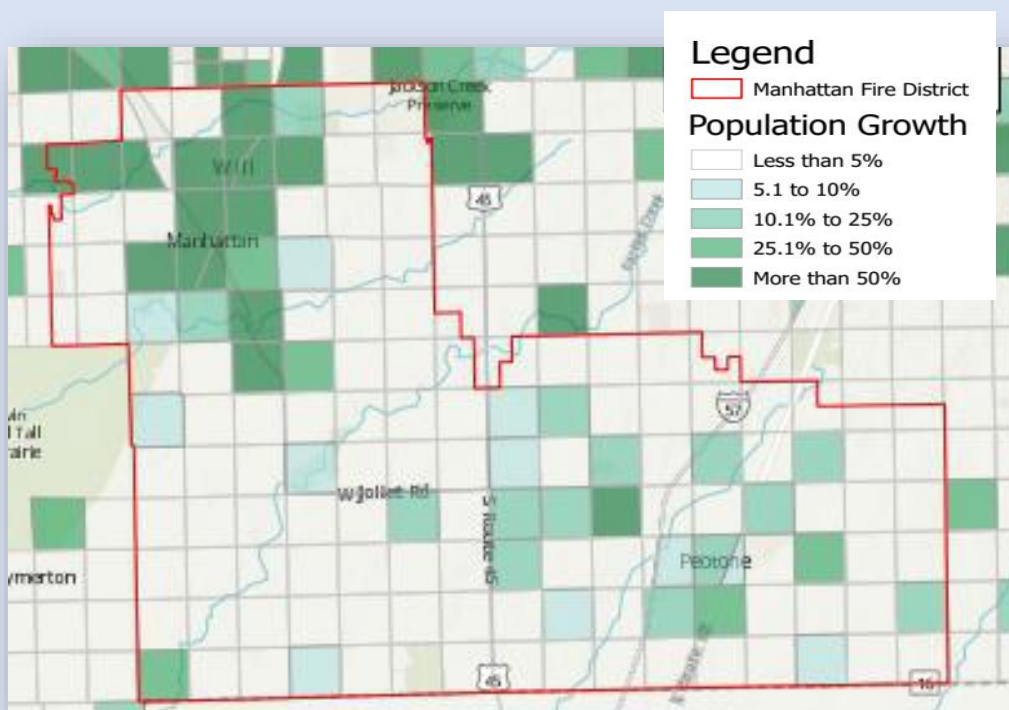 Legend
Manhattan Fire District
Population Growth
Less than 5%
5.1 to 10%
10.1% to 25%
25.1% to 50%
More than 50%
Jackson Creek
Preserve
Will
45
Manhattan
57
W Joliet Rd
S Route 45
Peotone
45
16